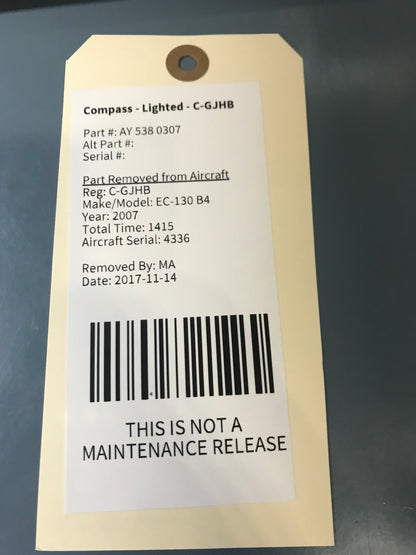 Compass - Lighted - C-GJHB
Part #: AY 538 0307
Alt Part #:
Serial #:
Part Removed from Aircraft
Reg: C-GJHB
Make/Model: EC-130 B4
Year: 2007
Total Time: 1415
Aircraft Serial: 4336
Removed By: MA
Date: 2017-11-14
THIS IS NOT A
MAINTENANCE RELEASE